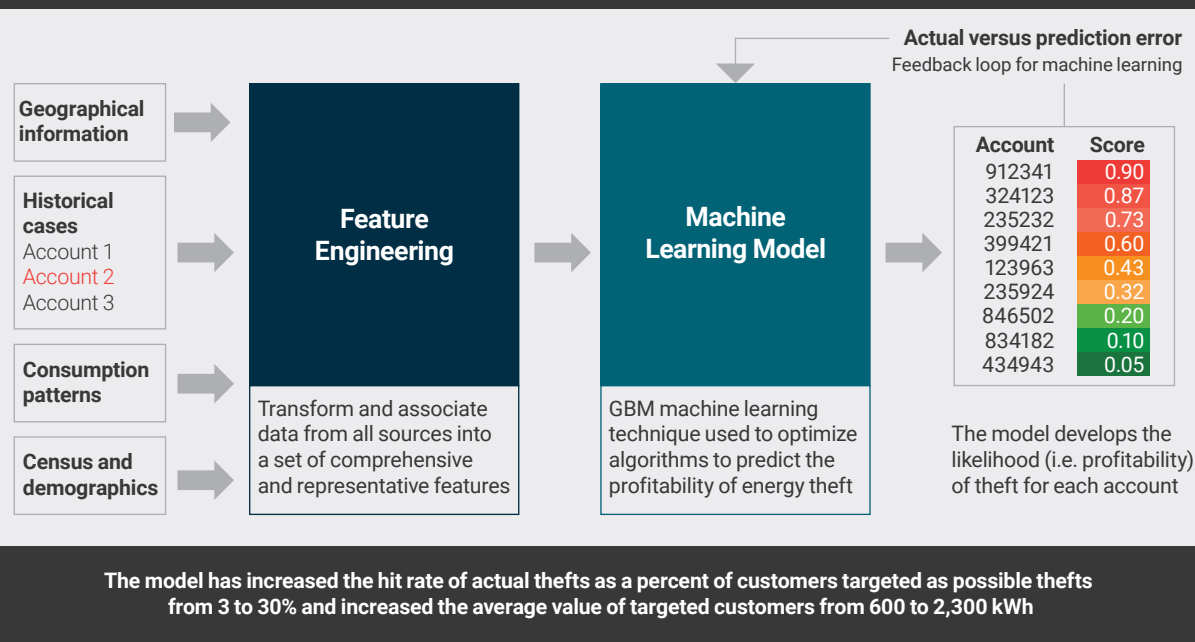 Actual versus prediction error
Feedback loop for machine learning
Geographical
information
Historical
cases
Account 1
Account 2
Account 3
Consumption
patterns
Census and
demographics
Feature
Engineering
Transform and associate
data from all sources into
a set of comprehensive
and representative features
Machine
Learning Model
GBM machine learning
technique used to optimize
algorithms to predict the
profitability of energy theft
Account Score
912341 0.90
324123 0.87
235232 0.73
399421 0.60
123963 0.43
235924 0.32
846502 0.20
834182 0.10
434943 0.05
The model develops the
likelihood (i.e. profitability)
of theft for each account
The model has increased the hit rate of actual thefts as a percent of customers targeted as possible thefts
from 3 to 30% and increased the average value of targeted customers from 600 to 2,300 kWh